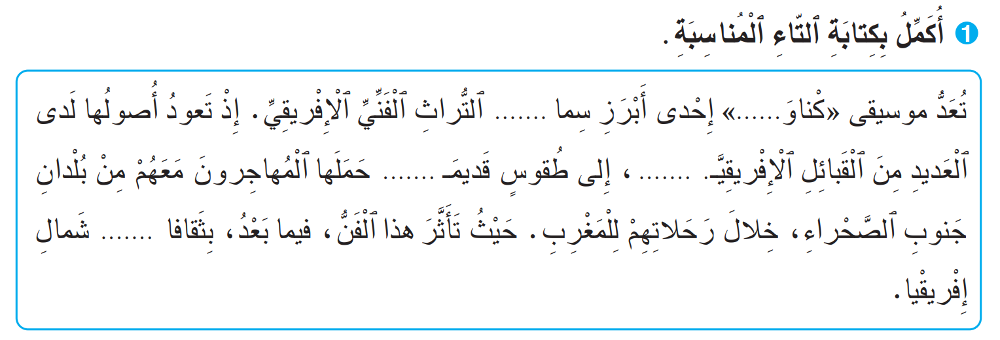 1 أُكَمِّلُ بِكِتابَةِ ٱلتّاءِ ٱلْمُناسِبَةِ .
تُعَدُّ موسيقى «كْناوَ......» إِحْدى أَبْرَزِ سِما ....... ٱلتُّراثِ ٱلْفَنِّيِّ ٱلْإِفْريقِيِّ. إِذْ تَعودُ أُصولُها لَدى
ٱلْعَديدِ مِنَ ٱلْقَبائِلِ ٱلْإِفْريقِيَّـ. .......، إِلى طُقوسٍ قَديمَـ ....... حَمَلَها ٱلْمُهاجِرونَ مَعَهُمْ مِنْ بُلْدانِ
جَنوبِ ٱلصَّحْراءِ، خِلالَ رَحَلاتِهِمْ لِلْمَغْرِبِ. حَيْثُ تَأَثَّرَ هذا ٱلْفَنُّ، فيما بَعْدُ، بِثَقافا ....... شَمالِ
إِفْريقْيا.